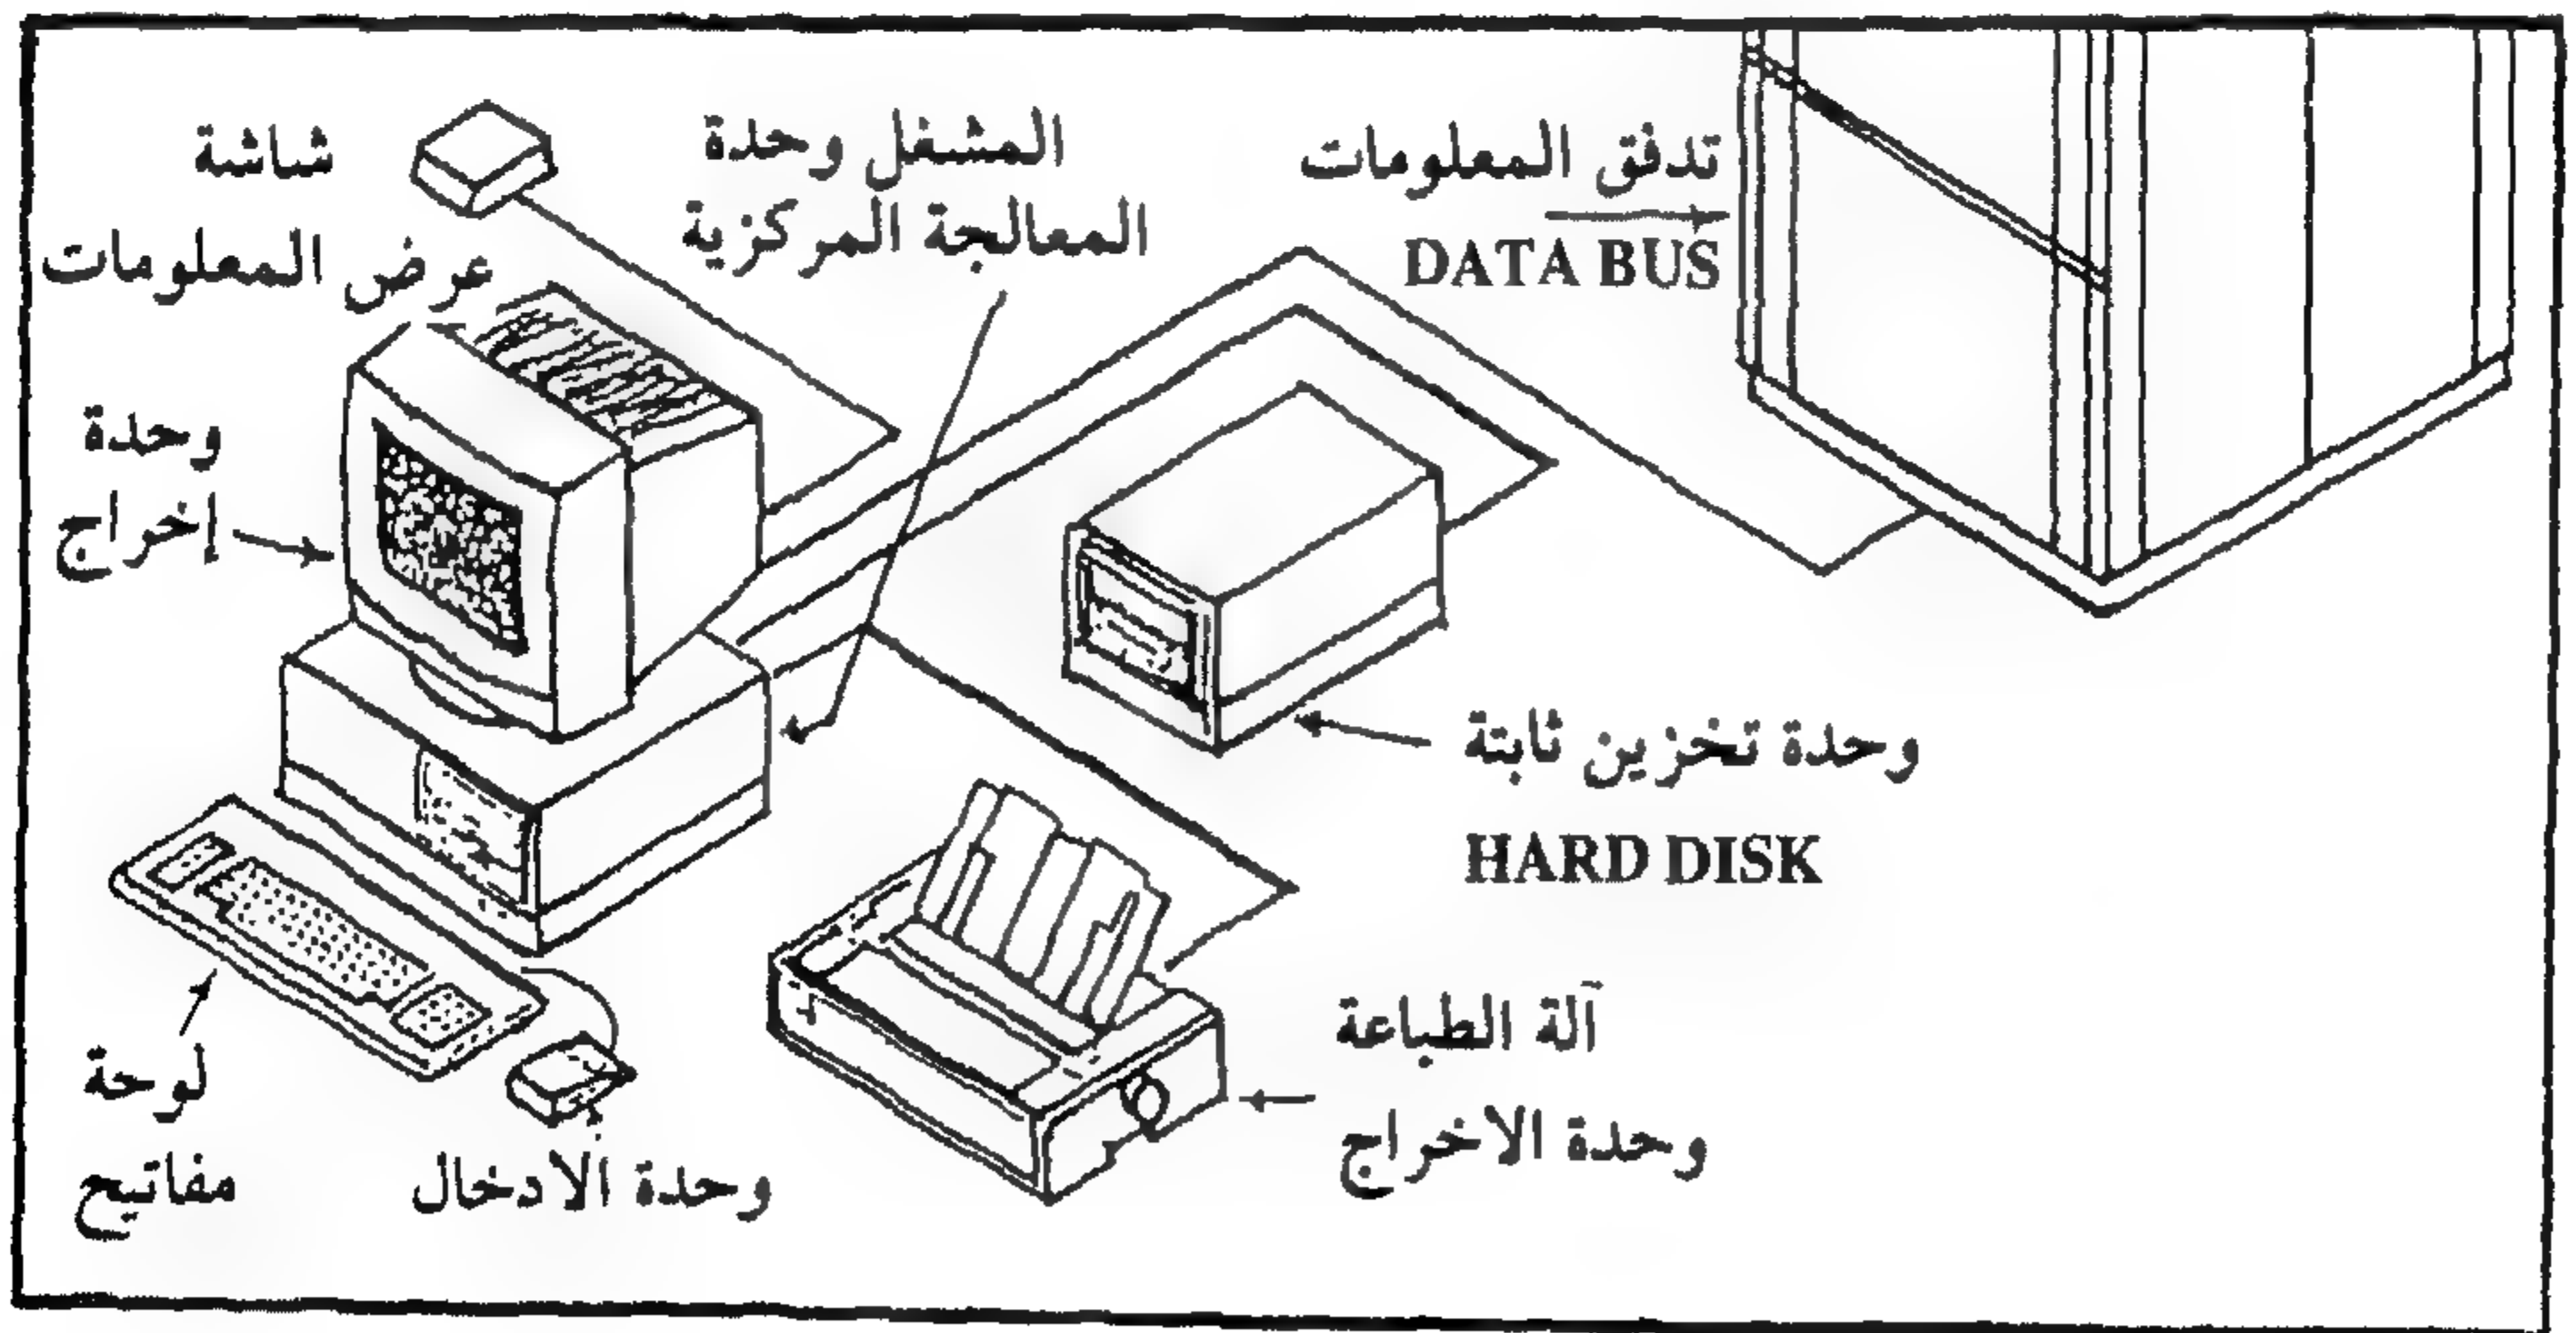 شاشة
عرض المعلومات
المشغل وحدة
المعالجة المركزية
تدفق المعلومات
DATA BUS
وحدة
إخراج
وحدة تخزين ثابتة
HARD DISK
آلة الطباعة
وحدة الاخراج
لوحة
مفاتيح
وحدة الادخال